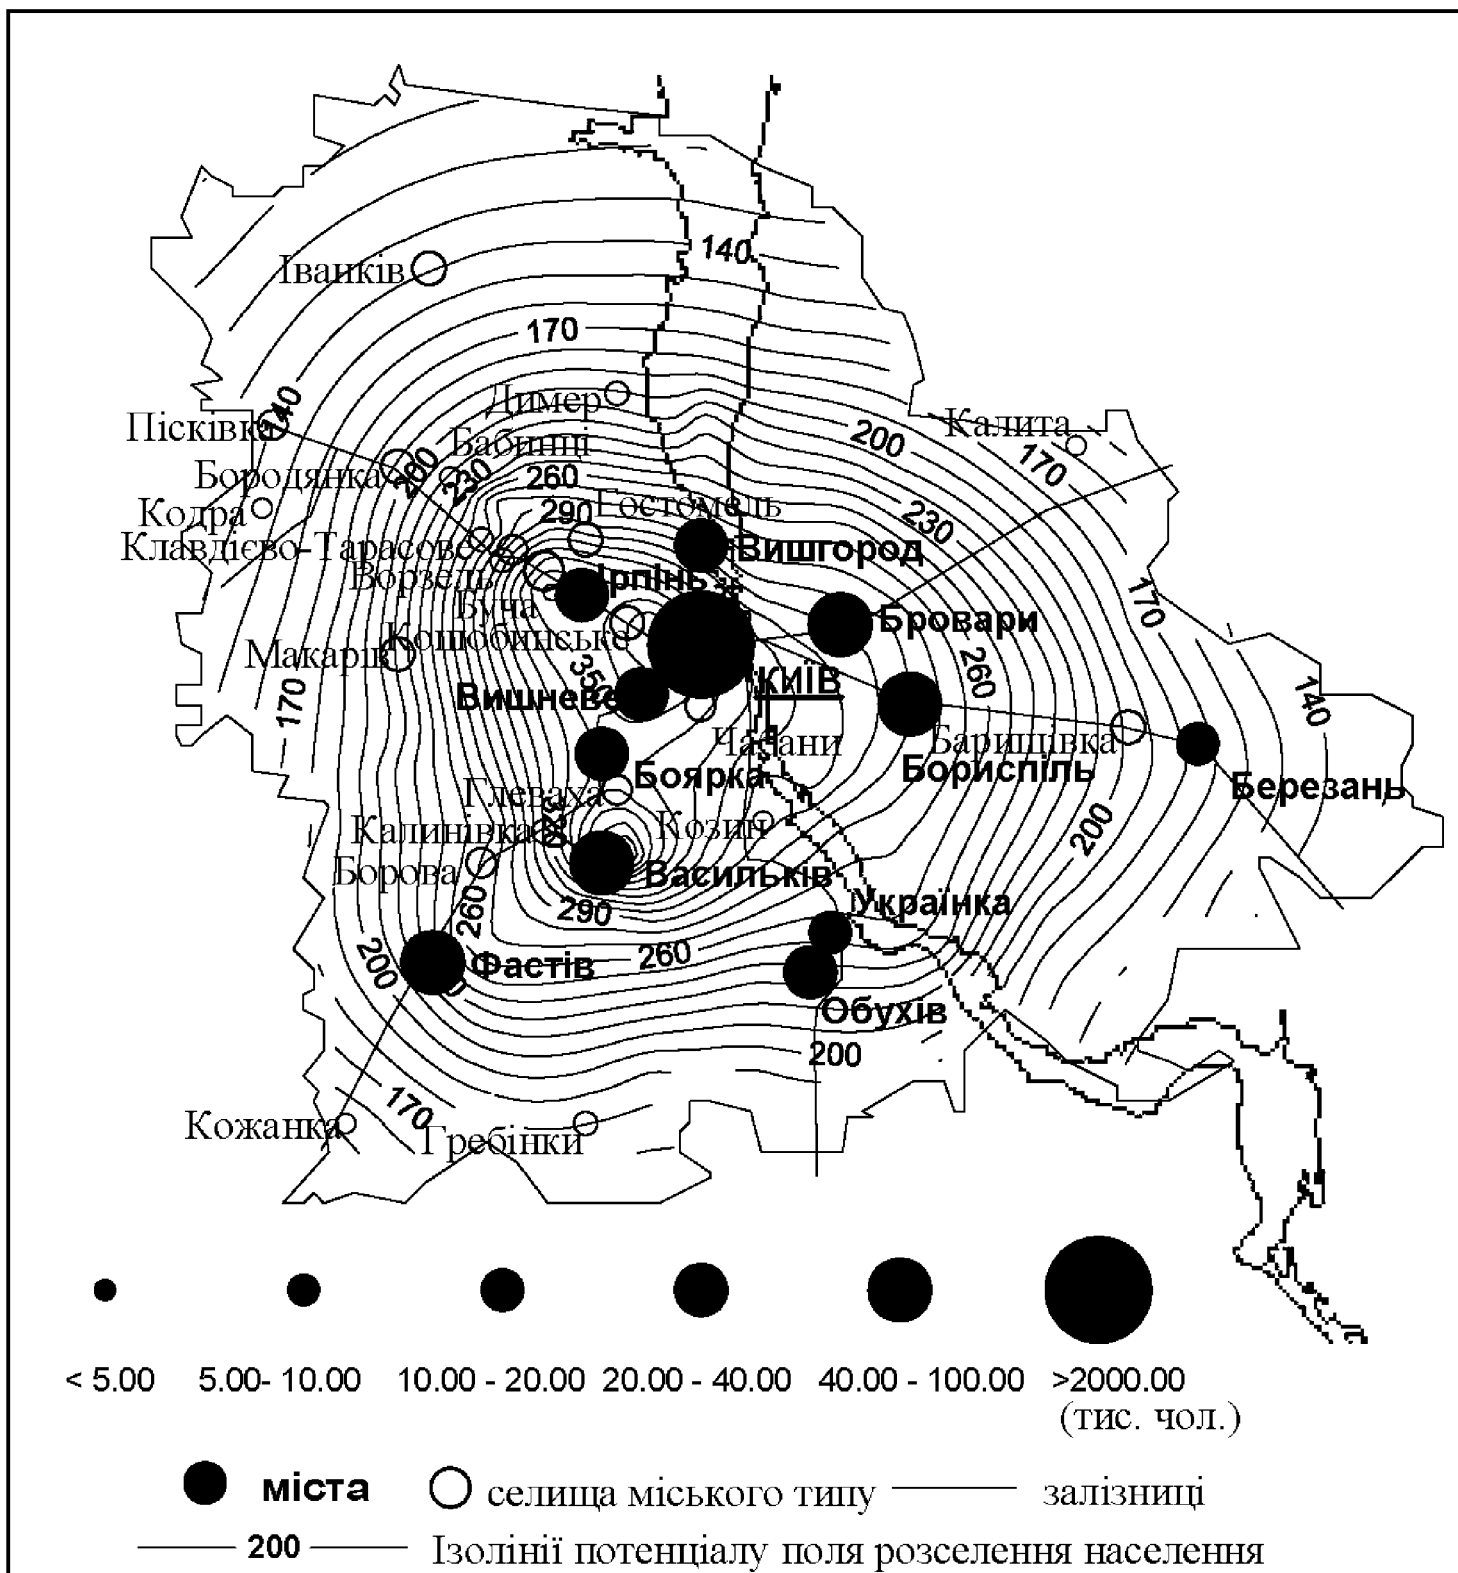 140
Іванків
170
Димер
140
Пісківка
200
Калита
Бабинці
Бородянка
200
230
260
170
Кодра
290
Гостомель
230
Клавдієво-Тарасове
Вишгород
Ворзель
Ірпінь
Буча
170
Бровари
Коцюбинське
Макарів
350
260
170
Вишневе
КИЇВ
140
Чабани
Барищівка
Бориспіль
Боярка
Березань
Глеваха
320
Калинівка
Козин
200
Борова
Васильків
260
290
Українка
260
200
Фастів
Обухів
200
170
Кожанка
Гребінки
< 5.00 5.00- 10.00 10.00 - 20.00 20.00 - 40.00 40.00 - 100.00 >2000.00
(тис. чол.)
міста селища міського типу залізниці
200 Ізолінії потенціалу поля розселення населення